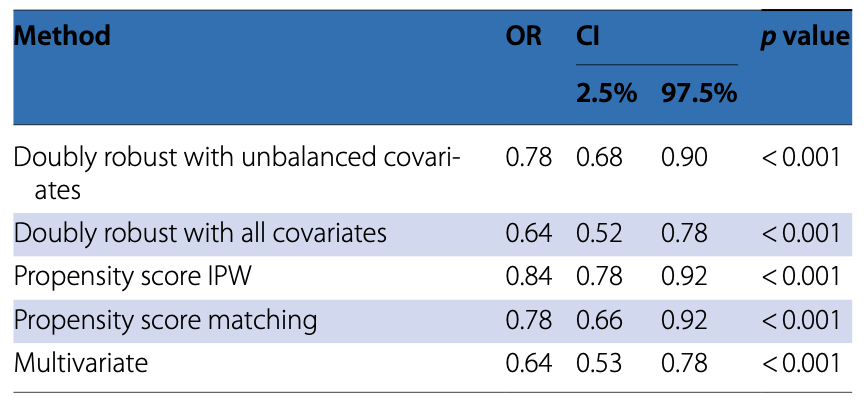 Method OR CI p value
2.5% 97.5%
Doubly robust with unbalanced covari- 0.78 0.68 0.90 < 0.001
ates
Doubly robust with all covariates 0.64 0.52 0.78 < 0.001
Propensity score IPW 0.84 0.78 0.92 < 0.001
Propensity score matching 0.78 0.66 0.92 < 0.001
Multivariate 0.64 0.53 0.78 < 0.001